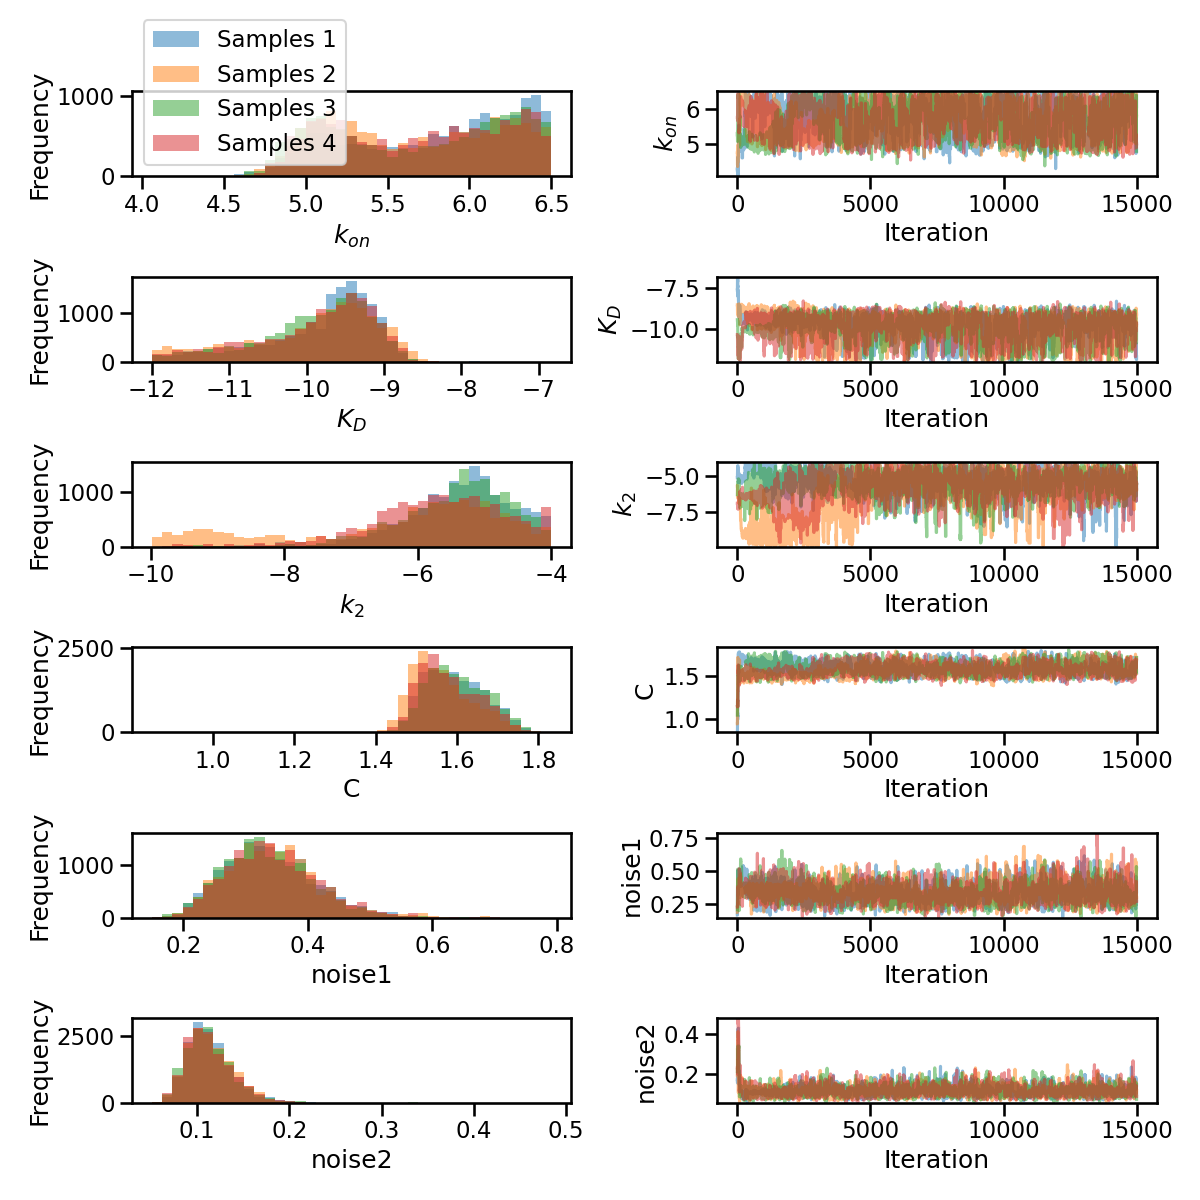 Samples 1
Samples 2
Samples 3
Samples 4
Frequency
1000
0
4.0 4.5 5.0 5.5 6.0 6.5
k_on
k_on
6
5
0 5000 10000 15000
Iteration
Frequency
1000
0
−12 −11 −10 −9 −8 −7
K_D
K_D
−7.5
−10.0
0 5000 10000 15000
Iteration
Frequency
1000
0
−10 −8 −6 −4
k_2
k_2
−5.0
−7.5
0 5000 10000 15000
Iteration
Frequency
2500
0
1.0 1.2 1.4 1.6 1.8
C
C
1.5
1.0
0 5000 10000 15000
Iteration
Frequency
1000
0
0.2 0.4 0.6 0.8
noise1
noise1
0.75
0.50
0.25
0 5000 10000 15000
Iteration
Frequency
2500
0
0.1 0.2 0.3 0.4 0.5
noise2
noise2
0.4
0.2
0 5000 10000 15000
Iteration